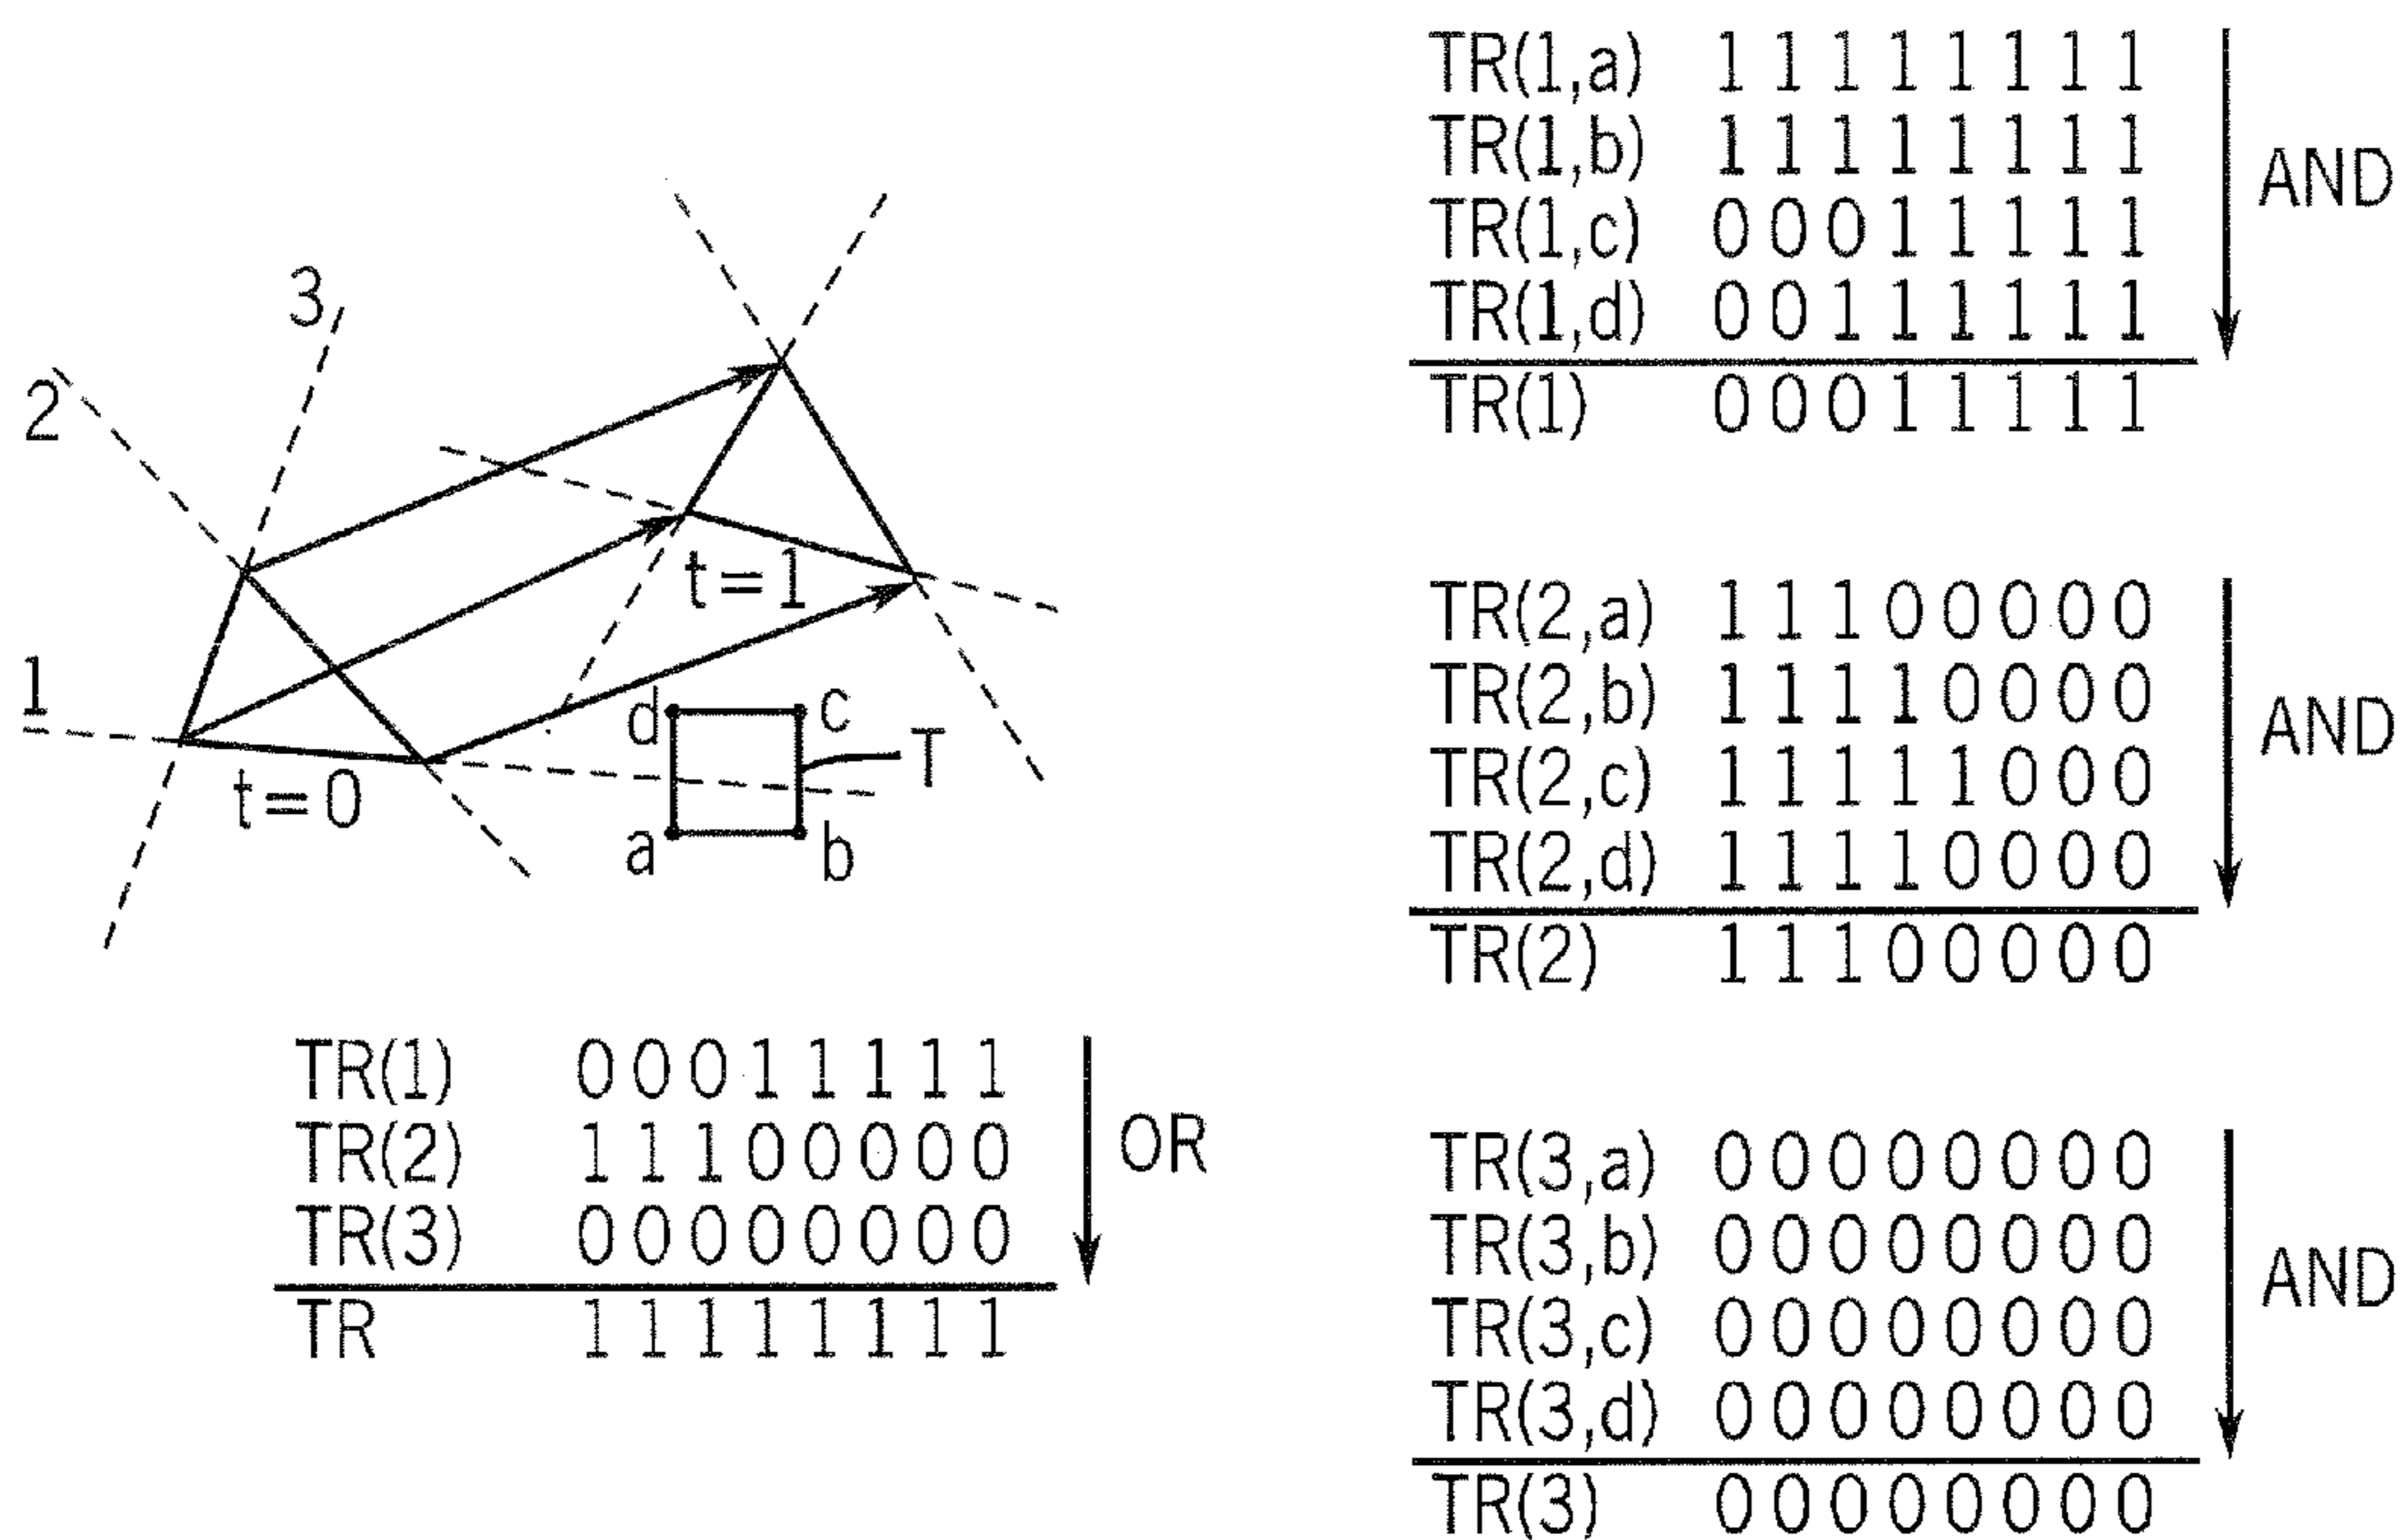 3
2
1
t=0
t=1
d
c
T
a
b
TR(1) 0 0 0 1 1 1 1 1
TR(2) 1 1 1 0 0 0 0 0
TR(3) 0 0 0 0 0 0 0 0
TR 1 1 1 1 1 1 1 1
OR
TR(1,a) 1 1 1 1 1 1 1 1
TR(1,b) 1 1 1 1 1 1 1 1
TR(1,c) 0 0 0 1 1 1 1 1
TR(1,d) 0 0 1 1 1 1 1 1
TR(1) 0 0 0 1 1 1 1 1
AND
TR(2,a) 1 1 1 0 0 0 0 0
TR(2,b) 1 1 1 1 0 0 0 0
TR(2,c) 1 1 1 1 1 0 0 0
TR(2,d) 1 1 1 1 0 0 0 0
TR(2) 1 1 1 0 0 0 0 0
AND
TR(3,a) 0 0 0 0 0 0 0 0
TR(3,b) 0 0 0 0 0 0 0 0
TR(3,c) 0 0 0 0 0 0 0 0
TR(3,d) 0 0 0 0 0 0 0 0
TR(3) 0 0 0 0 0 0 0 0
AND